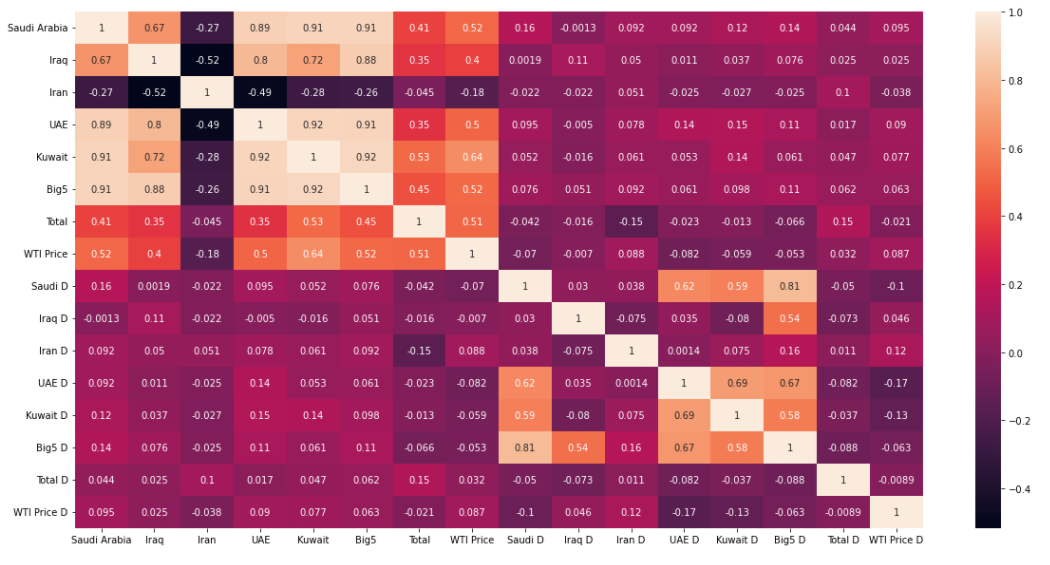 Saudi Arabia 1 0.67 -0.27 0.89 0.91 0.91 0.41 0.52 0.16 -0.0013 0.092 0.092 0.12 0.14 0.044 0.095 1.0
Iraq 0.67 1 -0.52 0.8 0.72 0.88 0.35 0.4 0.0019 0.11 0.05 0.011 0.037 0.076 0.025 0.025
0.8
Iran -0.27 -0.52 1 -0.49 -0.28 -0.26 -0.045 -0.18 -0.022 -0.022 0.051 -0.025 -0.027 -0.025 0.1 -0.038
UAE 0.89 0.8 -0.49 1 0.92 0.91 0.35 0.5 0.095 -0.005 0.078 0.14 0.15 0.11 0.017 0.09
0.6
Kuwait 0.91 0.72 -0.28 0.92 1 0.92 0.53 0.64 0.052 -0.016 0.061 0.053 0.14 0.061 0.047 0.077
Big5 0.91 0.88 -0.26 0.91 0.92 1 0.45 0.52 0.076 0.051 0.092 0.061 0.098 0.11 0.062 0.063
0.4
Total 0.41 0.35 -0.045 0.35 0.53 0.45 1 0.51 -0.042 -0.016 -0.15 -0.023 -0.013 -0.066 0.15 -0.021
WTI Price 0.52 0.4 -0.18 0.5 0.64 0.52 0.51 1 -0.07 -0.007 0.088 -0.082 -0.059 -0.053 0.032 0.087
Saudi D 0.16 0.0019 -0.022 0.095 0.052 0.076 -0.042 -0.07 1 0.03 0.038 0.62 0.59 0.81 -0.05 -0.1
0.2
Iraq D -0.0013 0.11 -0.022 -0.005 -0.016 0.051 -0.016 -0.007 0.03 1 -0.075 0.035 -0.08 0.54 -0.073 0.046
Iran D 0.092 0.05 0.051 0.078 0.061 0.092 -0.15 0.088 0.038 -0.075 1 0.0014 0.075 0.16 0.011 0.12
0.0
UAE D 0.092 0.011 -0.025 0.14 0.053 0.061 -0.023 -0.082 0.62 0.035 0.0014 1 0.69 0.67 -0.082 -0.17
Kuwait D 0.12 0.037 -0.027 0.15 0.14 0.098 -0.013 -0.059 0.59 -0.08 0.075 0.69 1 0.58 -0.037 -0.13
-0.2
Big5 D 0.14 0.076 -0.025 0.11 0.061 0.11 -0.066 -0.053 0.81 0.54 0.16 0.67 0.58 1 -0.088 -0.063
Total D 0.044 0.025 0.1 0.017 0.047 0.062 0.15 0.032 -0.05 -0.073 0.011 -0.082 -0.037 -0.088 1 -0.0089
-0.4
WTI Price D 0.095 0.025 -0.038 0.09 0.077 0.063 -0.021 0.087 -0.1 0.046 0.12 -0.17 -0.13 -0.063 -0.0089 1
Saudi Arabia Iraq Iran UAE Kuwait Big5 Total WTI Price Saudi D Iraq D Iran D UAE D Kuwait D Big5 D Total D WTI Price D